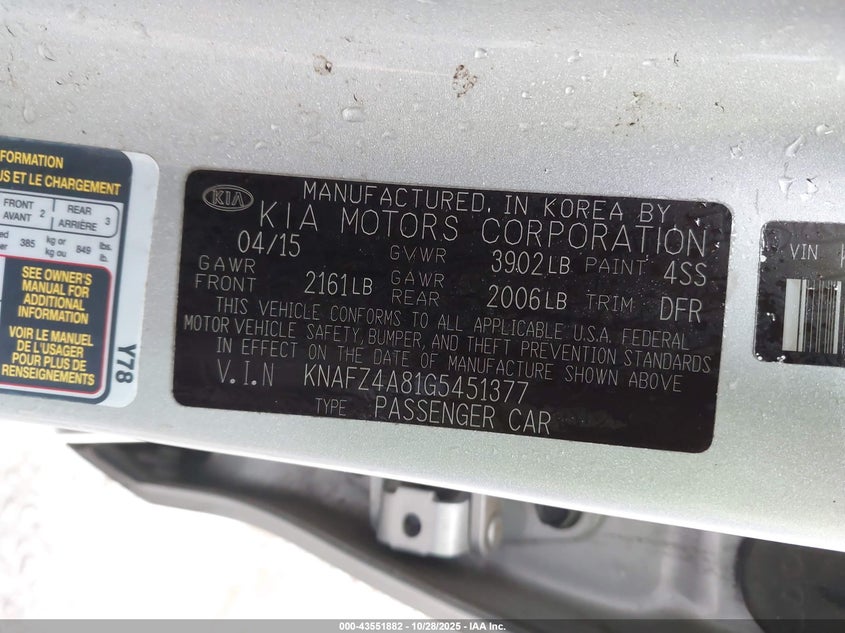 FORMATION
US ET LE CHARGEMENT
FRONT
AVANT
2
REAR
ARRIÈRE
3
385
kg or
kg ou
849
lbs.
lb.
SEE OWNER'S
MANUAL FOR
ADDITIONAL
INFORMATION
VOIR LE MANUEL
DE L'USAGER
POUR PLUS DE
RENSEIGNEMENTS
Y78
KIA
MANUFACTURED, IN KOREA BY
KIA MOTORS CORPORATION
04/15 GVWR 3902LB PAINT 4SS
GAWR FRONT 2161LB GAWR REAR 2006LB TRIM DFR
THIS VEHICLE CONFORMS TO ALL APPLICABLE U.S.A. FEDERAL
MOTOR VEHICLE SAFETY, BUMPER, AND THEFT PREVENTION STANDARDS
IN EFFECT ON THE DATE OF MANUFACTURE SHOWN ABOVE
V.I.N KNAFZ4A81G5451377
TYPE PASSENGER CAR
VIN
000-43551882 - 10/28/2025 - IAA Inc.